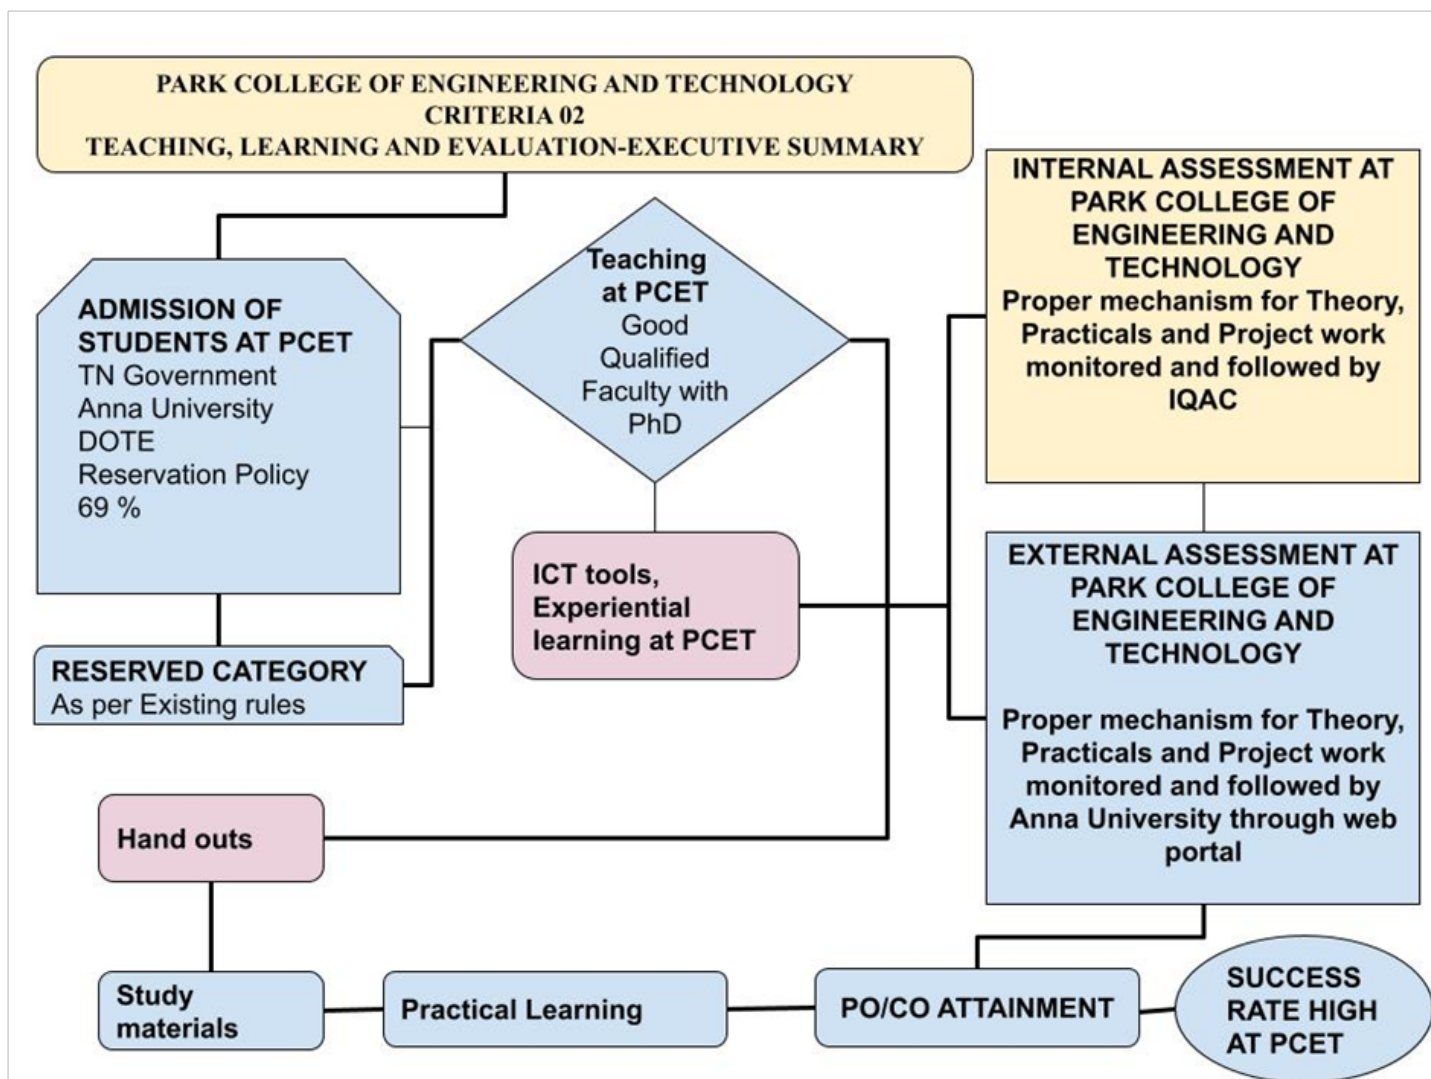 PARK COLLEGE OF ENGINEERING AND TECHNOLOGY
CRITERIA 02
TEACHING, LEARNING AND EVALUATION-EXECUTIVE SUMMARY
ADMISSION OF
STUDENTS AT PCET
TN Government
Anna University
DOTE
Reservation Policy
69 %
RESERVED CATEGORY
As per Existing rules
Teaching
at PCET
Good
Qualified
Faculty with
PhD
ICT tools,
Experiential
learning at PCET
INTERNAL ASSESSMENT AT
PARK COLLEGE OF
ENGINEERING AND
TECHNOLOGY
Proper mechanism for Theory,
Practicals and Project work
monitored and followed by
IQAC
EXTERNAL ASSESSMENT AT
PARK COLLEGE OF
ENGINEERING AND
TECHNOLOGY
Proper mechanism for Theory,
Practicals and Project work
monitored and followed by
Anna University through web
portal
Hand outs
Study
materials
Practical Learning
PO/CO ATTAINMENT
SUCCESS
RATE HIGH
AT PCET